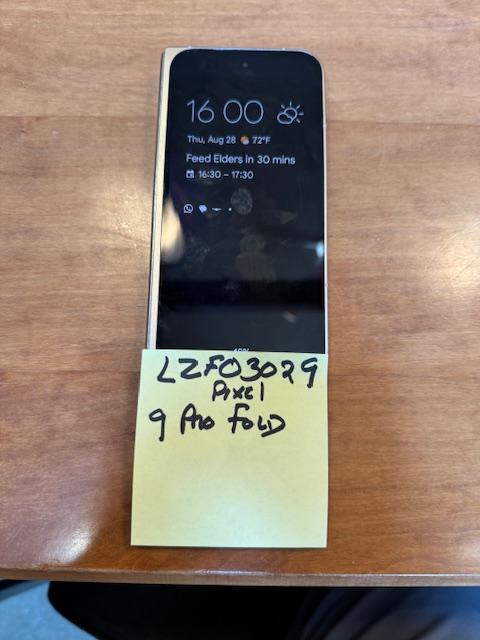 16 00
Thu, Aug 28 72°F
Feed Elders in 30 mins
16:30 – 17:30
LZF03029
Pixel
9 Pro FOLD